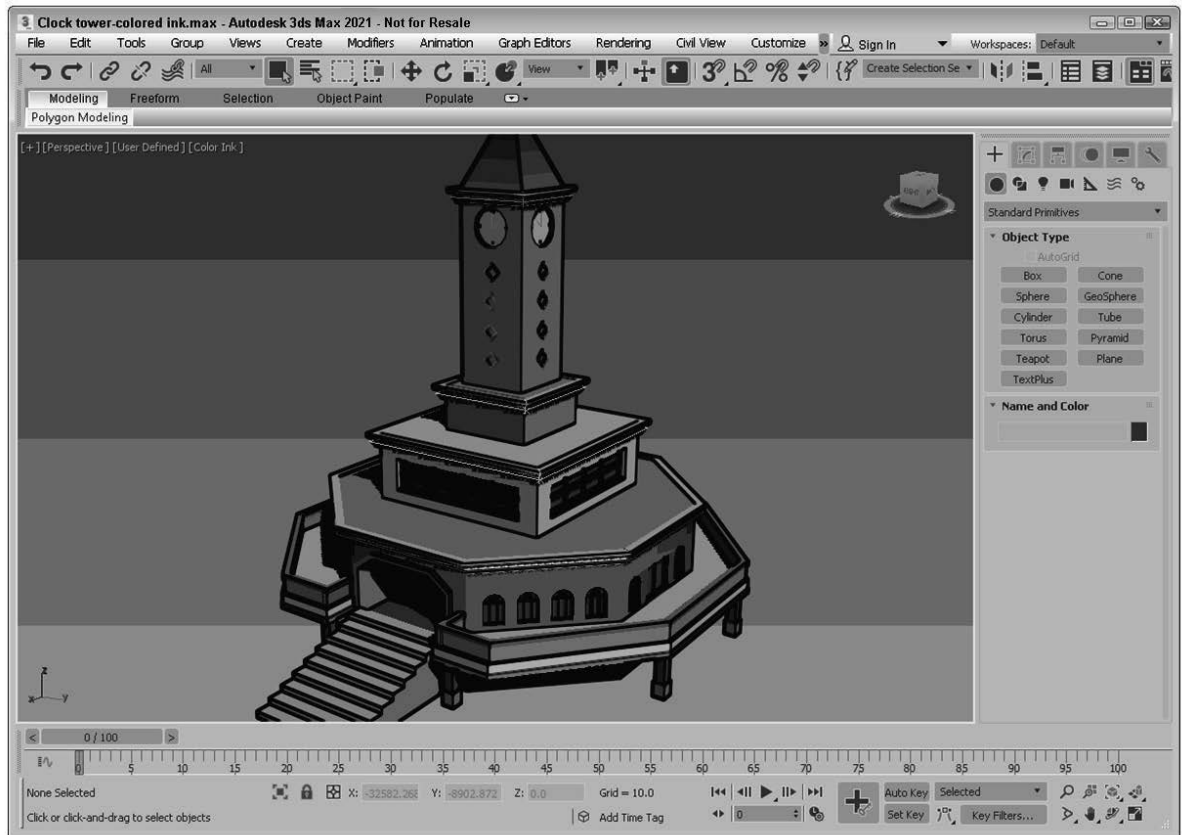 Clock tower-colored ink.max - Autodesk 3ds Max 2021 - Not for Resale
File Edit Tools Group Views Create Modifiers Animation Graph Editors Rendering Civil View Customize » Sign In Workspaces: Default
All View Create Selection Se
Modeling Freeform Selection Object Paint Populate
Polygon Modeling
[+] [Perspective] [User Defined] [Color Ink]
Standard Primitives
Object Type
AutoGrid
Box Cone
Sphere GeoSphere
Cylinder Tube
Torus Pyramid
Teapot Plane
TextPlus
Name and Color
z
x y
< 0 / 100 >
0 5 10 15 20 25 30 35 40 45 50 55 60 65 70 75 80 85 90 95 100
None Selected X: -32582.268 Y: -8902.872 Z: 0.0 Grid = 10.0 Auto Key Selected
Click or click-and-drag to select objects Add Time Tag 0 Set Key Key Filters...